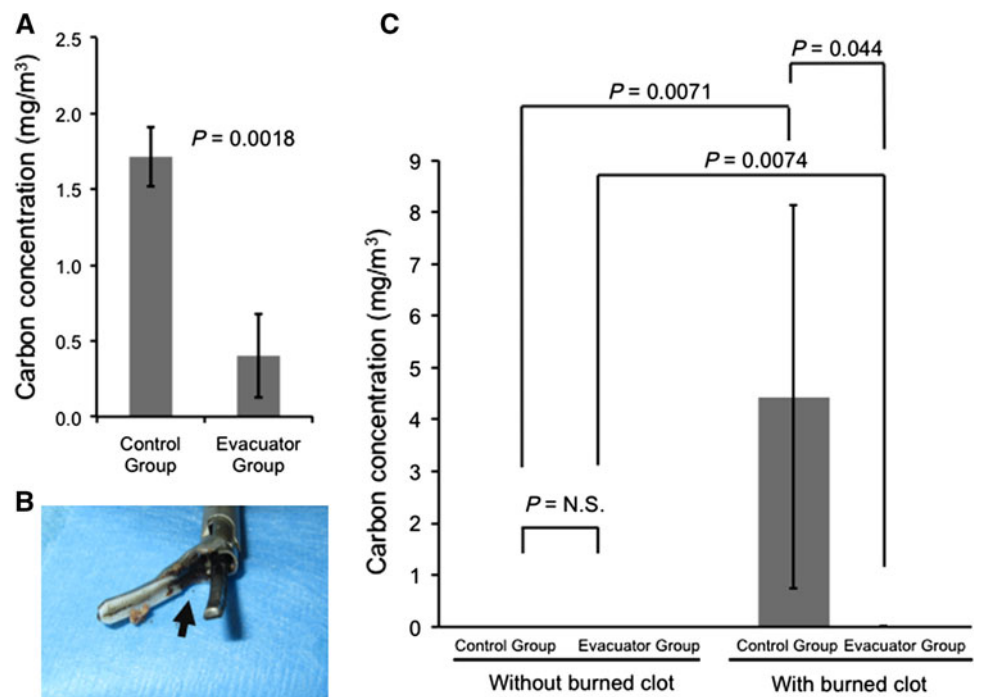 A
Carbon concentration (mg/m³)
2.5
2.0
1.5
1.0
0.5
0.0
P = 0.0018
Control
Group
Evacuator
Group
B
C
Carbon concentration (mg/m³)
9
8
7
6
5
4
3
2
1
0
P = 0.044
P = 0.0071
P = 0.0074
P = N.S.
Control Group Evacuator Group
Without burned clot
Control Group Evacuator Group
With burned clot